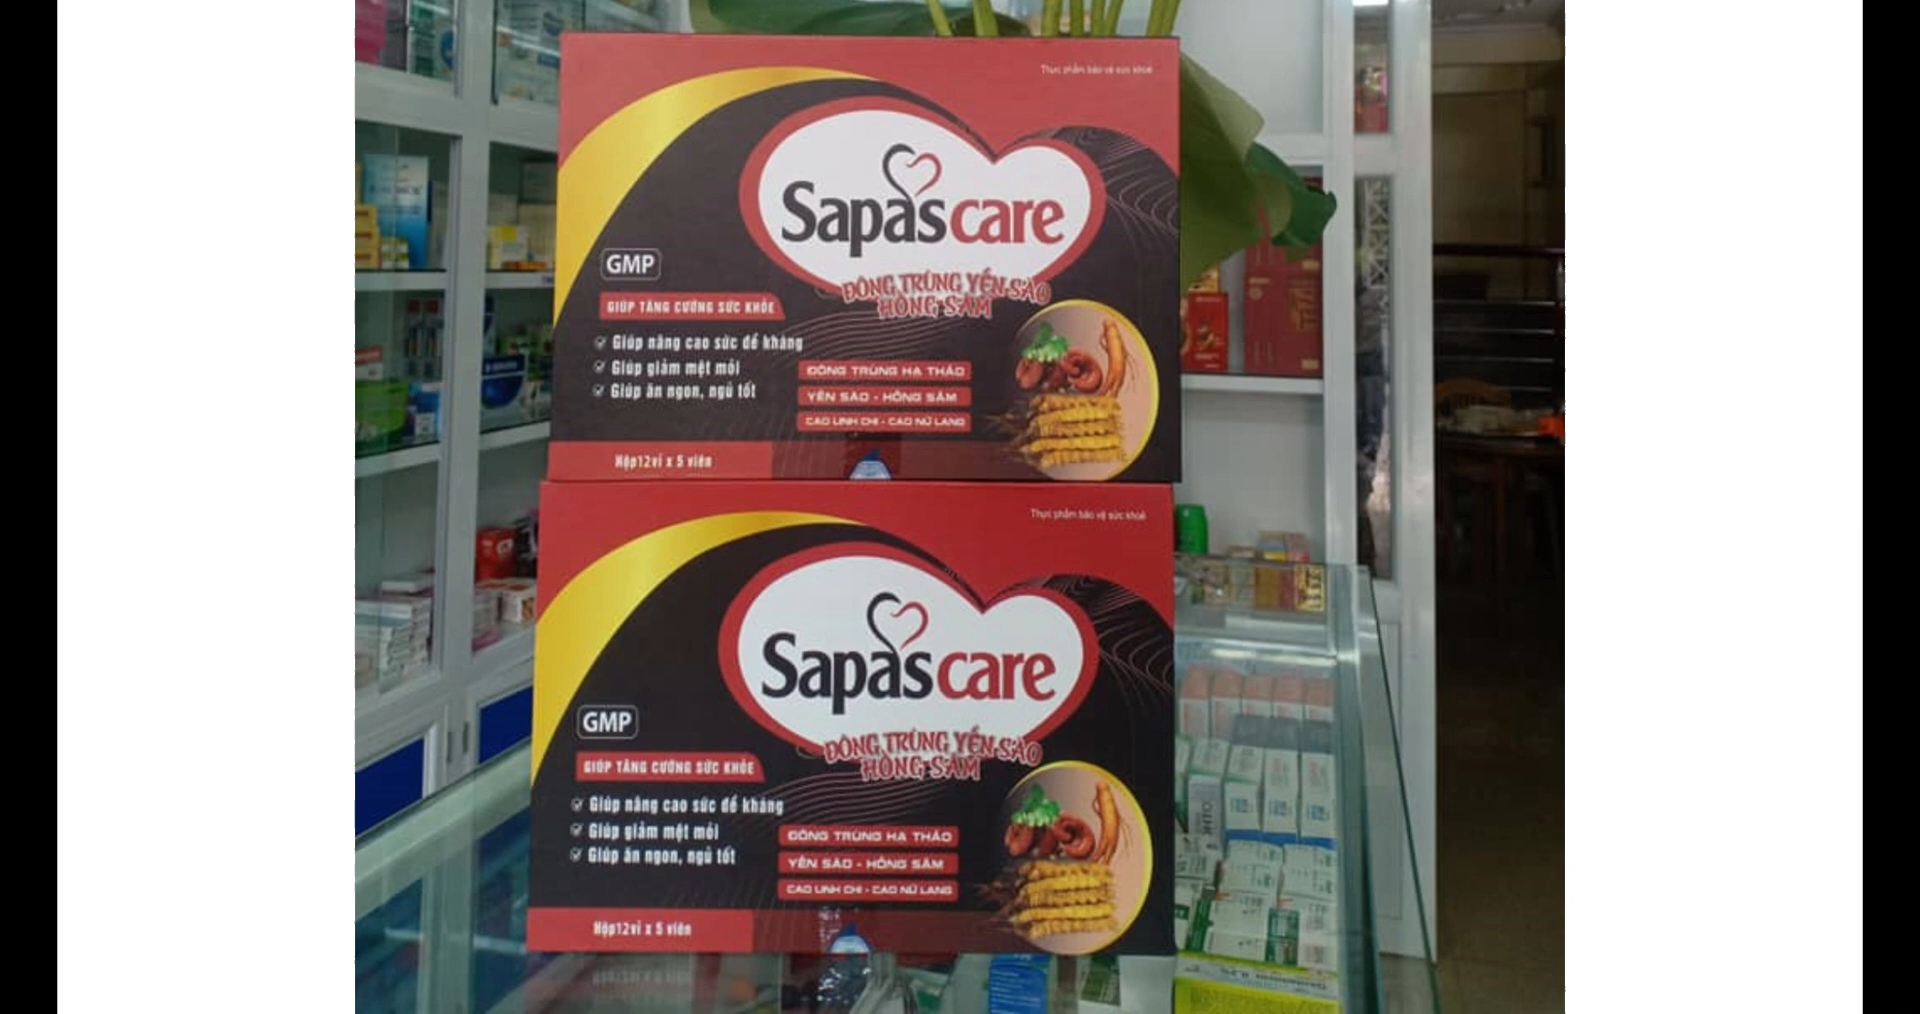 Thực phẩm bảo vệ sức khoẻ
Sapascare
ĐÔNG TRÙNG YẾN SÀO
HỒNG SÂM
GMP
GIÚP TĂNG CƯỜNG SỨC KHỎE
Giúp nâng cao sức đề kháng
Giúp giảm mệt mỏi
Giúp ăn ngon, ngủ tốt
ĐÔNG TRÙNG HẠ THẢO
YẾN SÀO - HỒNG SÂM
CAO LINH CHI - CAO NỮ LANG
Hộp12vỉ x 5 viên
Thực phẩm bảo vệ sức khoẻ
Sapascare
ĐÔNG TRÙNG YẾN SÀO
HỒNG SÂM
GMP
GIÚP TĂNG CƯỜNG SỨC KHỎE
Giúp nâng cao sức đề kháng
Giúp giảm mệt mỏi
Giúp ăn ngon, ngủ tốt
ĐÔNG TRÙNG HẠ THẢO
YẾN SÀO - HỒNG SÂM
CAO LINH CHI - CAO NỮ LANG
Hộp12vỉ x 5 viên